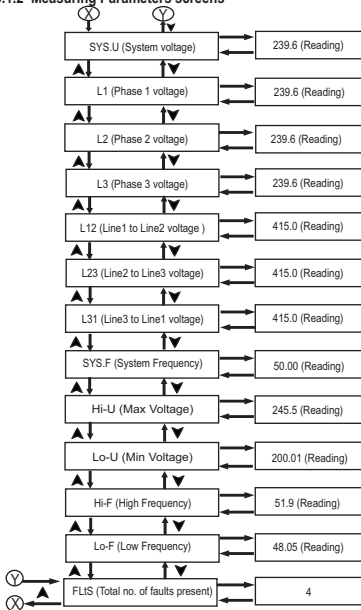 Measuring Parameters screens
X Y
SYS.U (System voltage) 239.6 (Reading)
L1 (Phase 1 voltage) 239.6 (Reading)
L2 (Phase 2 voltage) 239.6 (Reading)
L3 (Phase 3 voltage) 239.6 (Reading)
L12 (Line1 to Line2 voltage ) 415.0 (Reading)
L23 (Line2 to Line3 voltage) 415.0 (Reading)
L31 (Line3 to Line1 voltage) 415.0 (Reading)
SYS.F (System Frequency) 50.00 (Reading)
Hi-U (Max Voltage) 245.5 (Reading)
Lo-U (Min Voltage) 200.01 (Reading)
Hi-F (High Frequency) 51.9 (Reading)
Lo-F (Low Frequency) 48.05 (Reading)
Y
FLtS (Total no. of faults present) 4
X